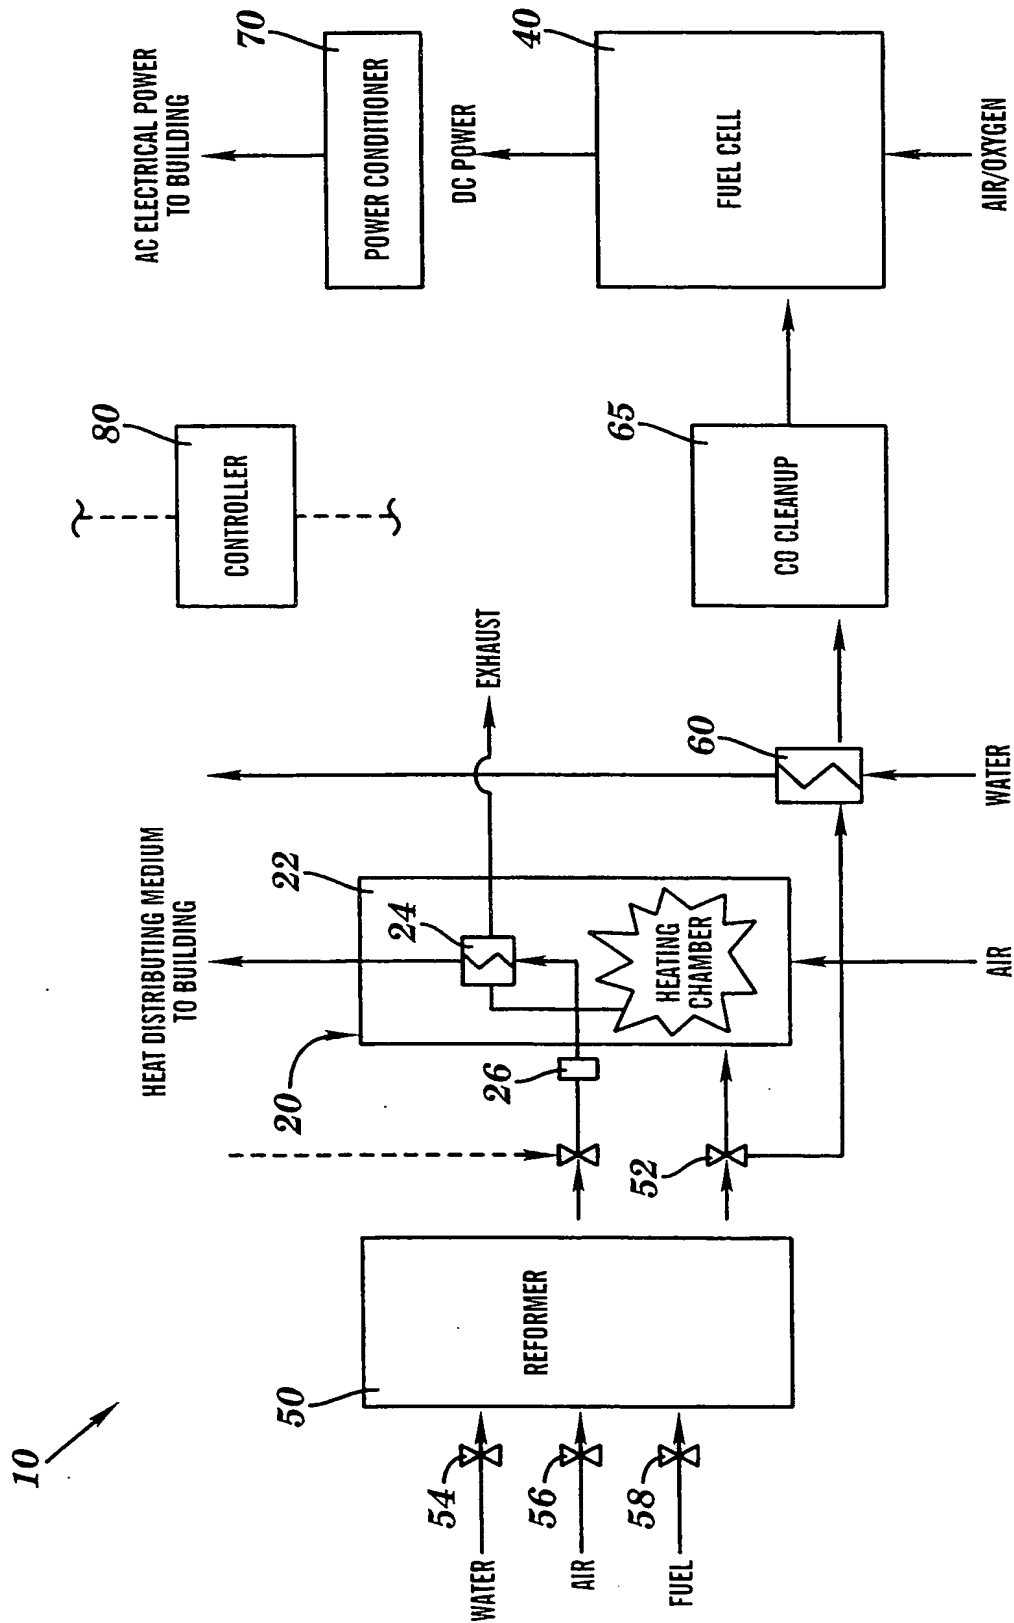 10
HEAT DISTRIBUTING MEDIUM
TO BUILDING
AC ELECTRICAL POWER
TO BUILDING
80
CONTROLLER
70
POWER CONDITIONER
DC POWER
20
22
24
26
EXHAUST
HEATING
CHAMBER
50
REFORMER
52
54
WATER
56
AIR
58
FUEL
60
65
CO CLEANUP
40
FUEL CELL
AIR
WATER
AIR/OXYGEN